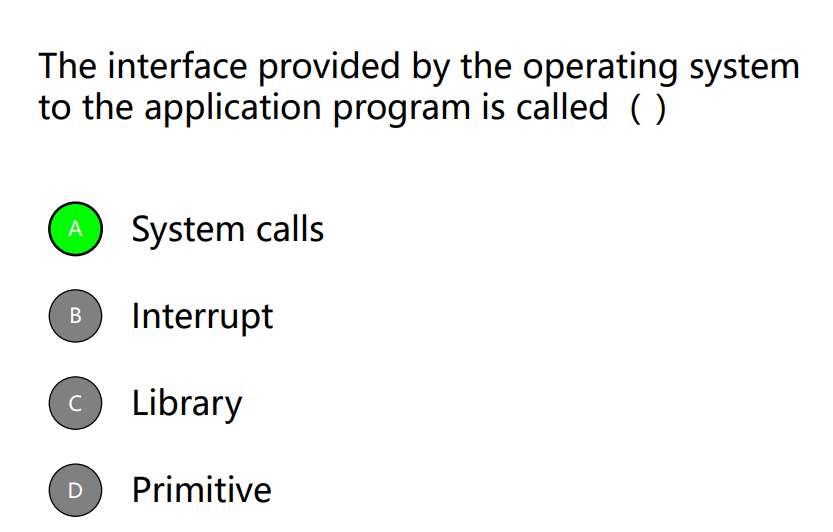 The interface provided by the operating system
to the application program is called ( )
A System calls
B Interrupt
C Library
D Primitive